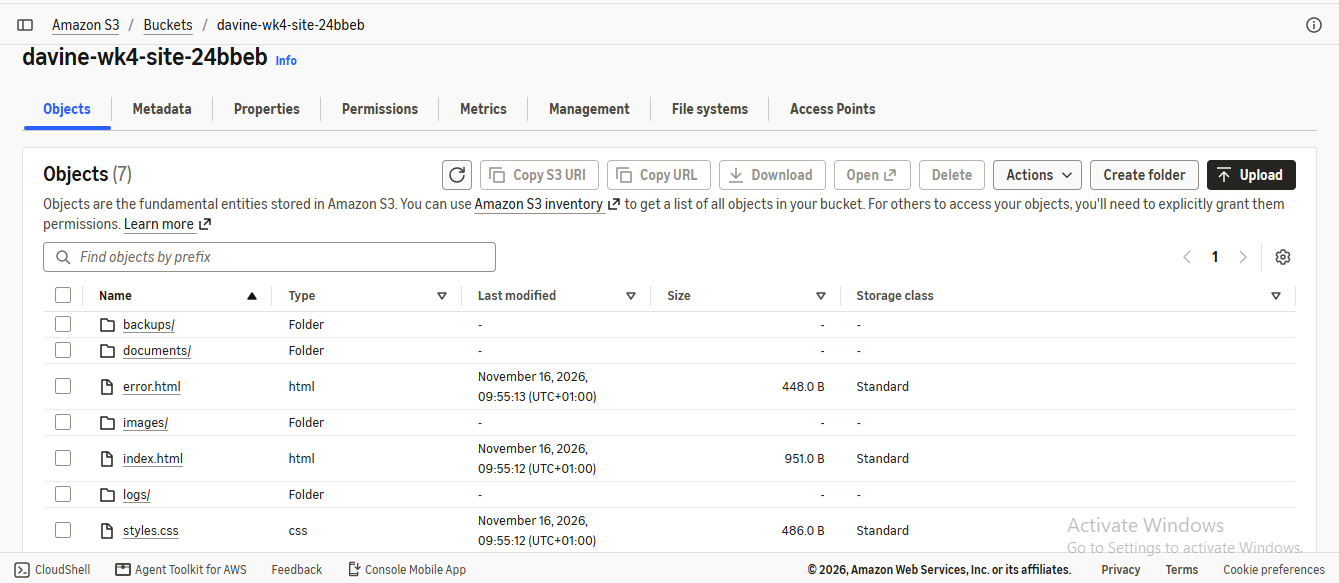 Amazon S3 / Buckets / davine-wk4-site-24bbeb
davine-wk4-site-24bbeb Info
Objects Metadata Properties Permissions Metrics Management File systems Access Points
Objects (7) Copy S3 URI Copy URL Download Open Delete Actions Create folder Upload
Objects are the fundamental entities stored in Amazon S3. You can use Amazon S3 inventory to get a list of all objects in your bucket. For others to access your objects, you'll need to explicitly grant them
permissions. Learn more
Find objects by prefix 1
Name Type Last modified Size Storage class
backups/ Folder - - -
documents/ Folder - - -
error.html html November 16, 2026, 09:55:13 (UTC+01:00) 448.0 B Standard
images/ Folder - - -
index.html html November 16, 2026, 09:55:12 (UTC+01:00) 951.0 B Standard
logs/ Folder - - -
styles.css css November 16, 2026, 09:55:12 (UTC+01:00) 486.0 B Standard
Activate Windows
Go to Settings to activate Windows.
CloudShell Agent Toolkit for AWS Feedback Console Mobile App © 2026, Amazon Web Services, Inc. or its affiliates. Privacy Terms Cookie preferences